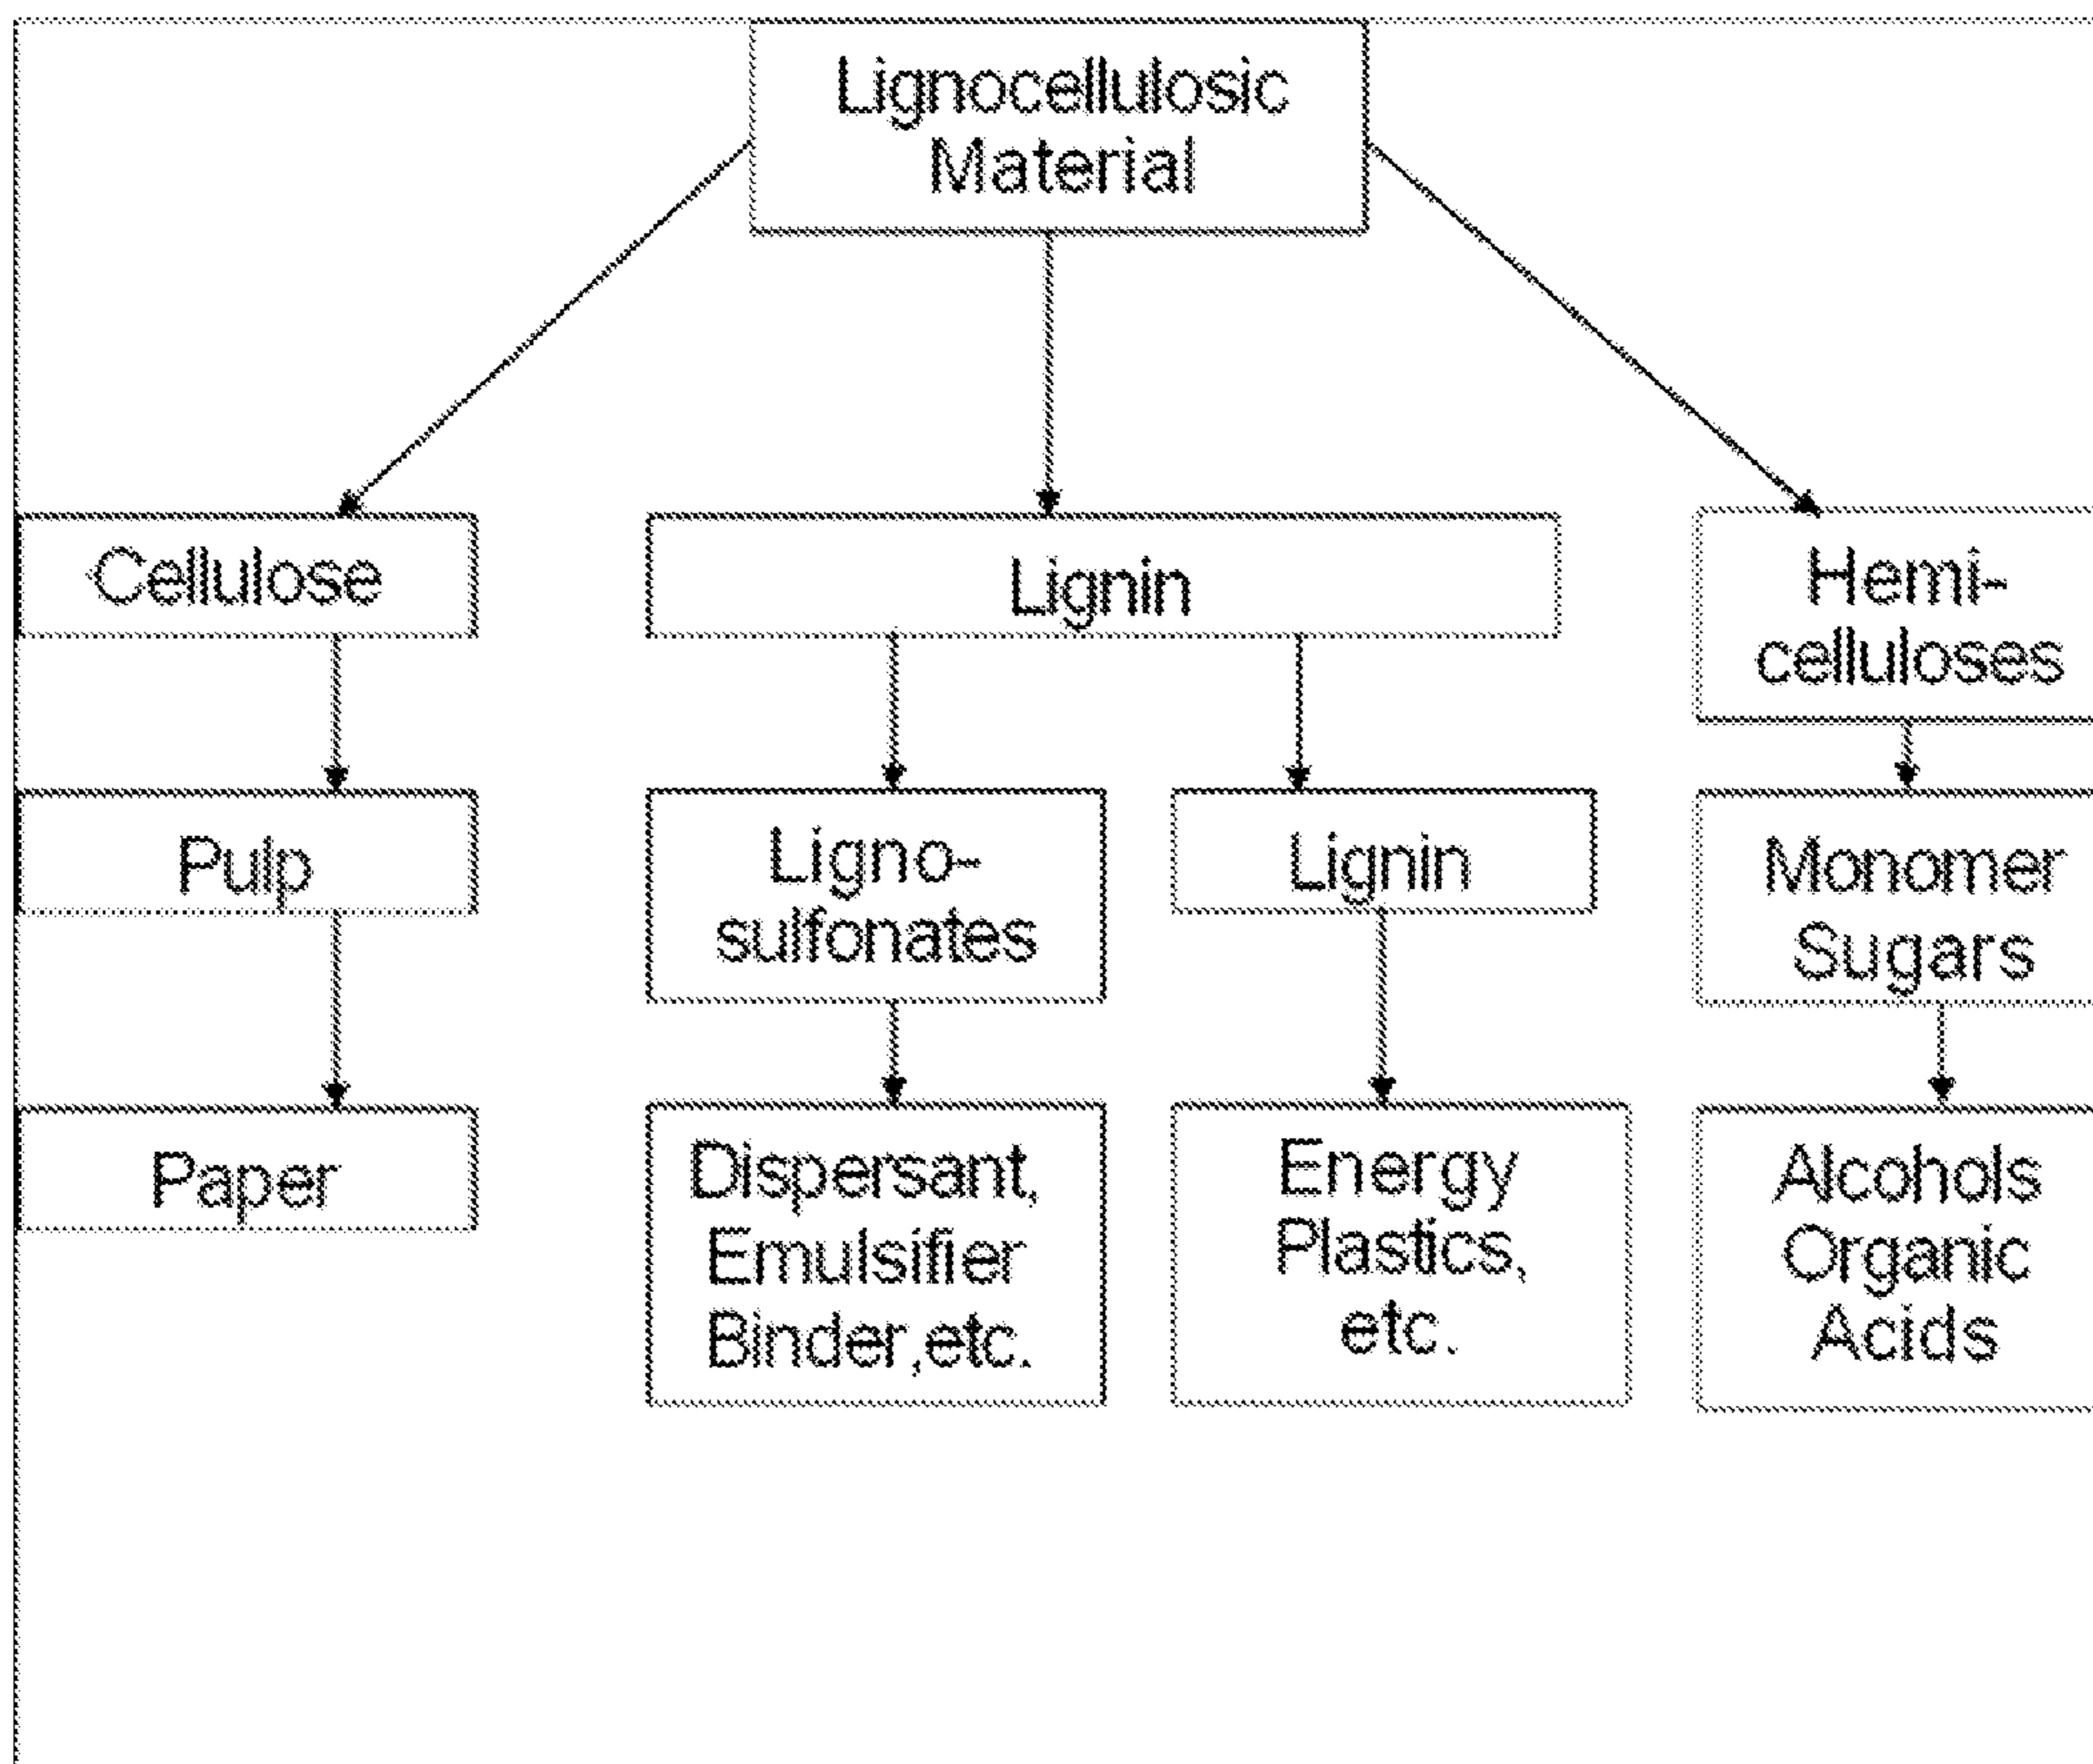 Lignocellulosic
Material
Cellulose
Lignin
Hemi-
celluloses
Pulp
Ligno-
sulfonates
Lignin
Monomer
Sugars
Paper
Dispersant,
Emulsifier
Binder,etc.
Energy
Plastics,
etc.
Alcohols
Organic
Acids